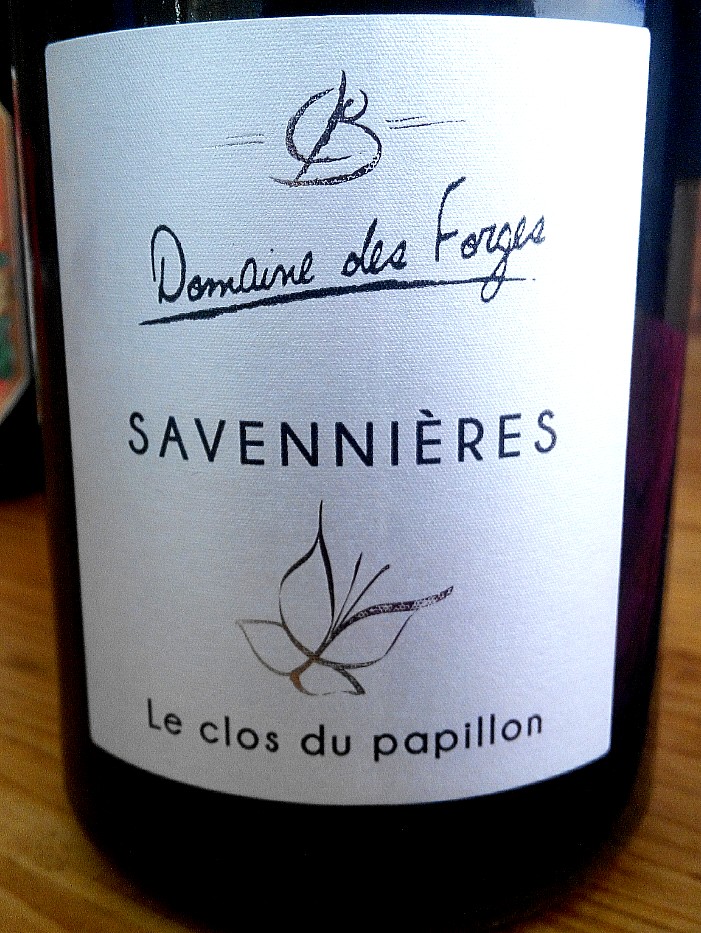 Domaine des Forges
SAVENNIÈRES
Le clos du papillon